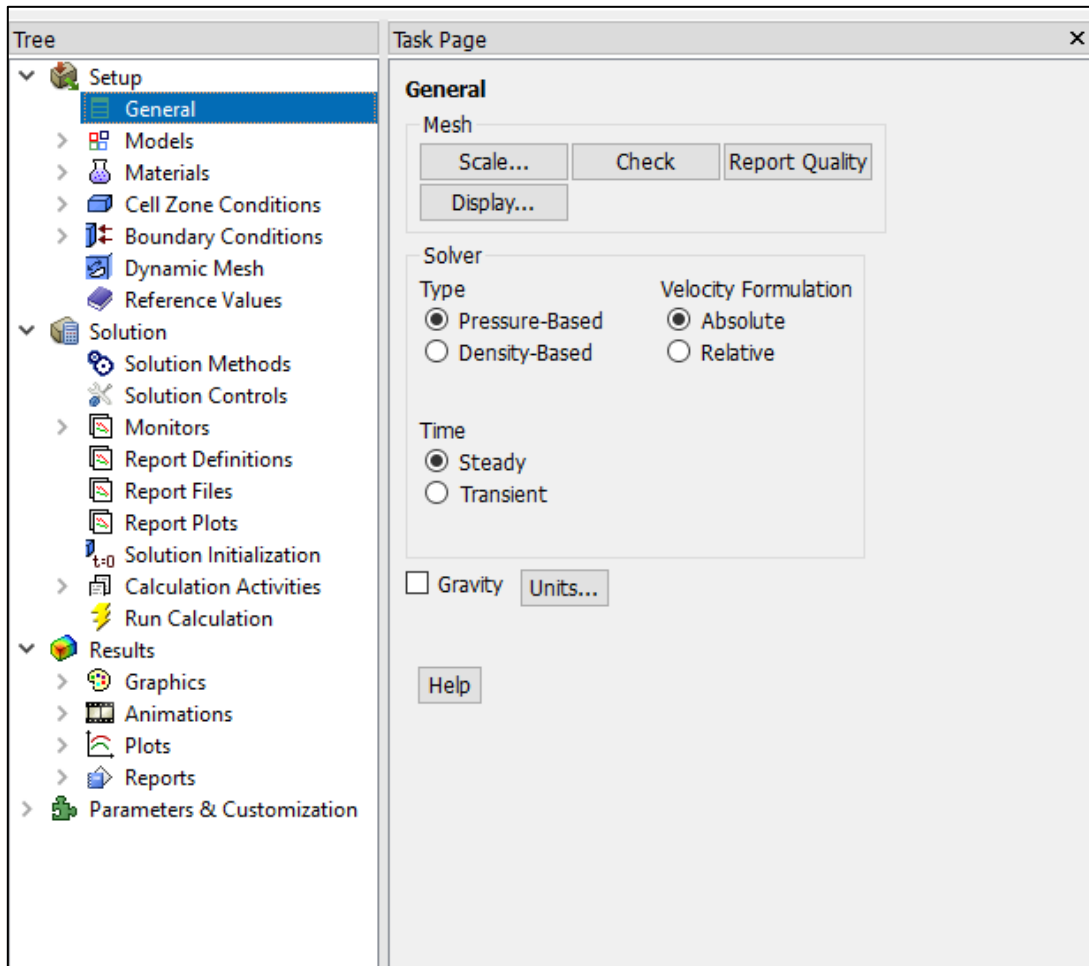 Tree
Setup
General
Models
Materials
Cell Zone Conditions
Boundary Conditions
Dynamic Mesh
Reference Values
Solution
Solution Methods
Solution Controls
Monitors
Report Definitions
Report Files
Report Plots
t=0 Solution Initialization
Calculation Activities
Run Calculation
Results
Graphics
Animations
Plots
Reports
Parameters & Customization
Task Page
General
Mesh
Scale... Check Report Quality
Display...
Solver
Type Velocity Formulation
Pressure-Based Absolute
Density-Based Relative
Time
Steady
Transient
Gravity Units...
Help